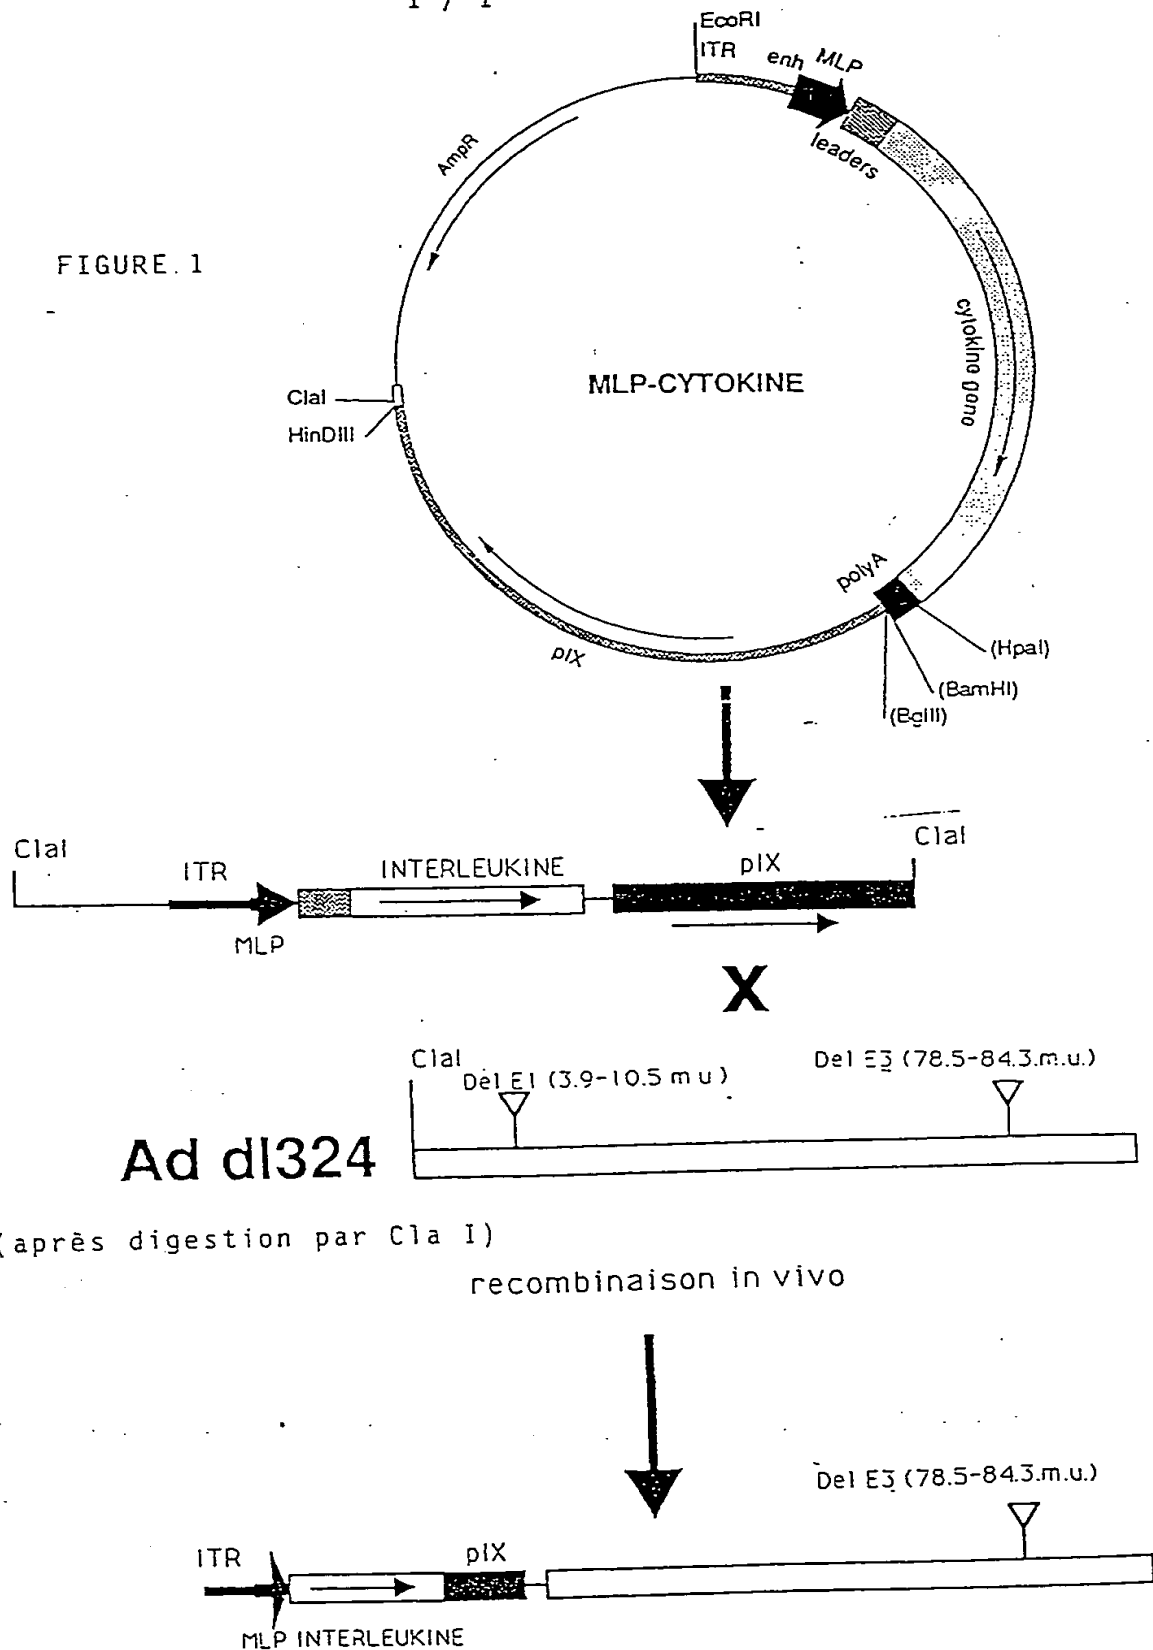 1 / 1
EcoRI
ITR
enh MLP
leaders
AmpR
FIGURE.1
cytokine gene
MLP-CYTOKINE
ClaI
HinDIII
polyA
pIX
(HpaI)
(BamHI)
(BglII)
ClaI
ClaI
ITR
INTERLEUKINE
pIX
MLP
X
ClaI
Del E1 (3.9-10.5 m u)
Del E3 (78.5-84.3.m.u.)
Ad dl324
(après digestion par Cla I)
recombinaison in vivo
Del E3 (78.5-84.3.m.u.)
ITR
pIX
MLP INTERLEUKINE